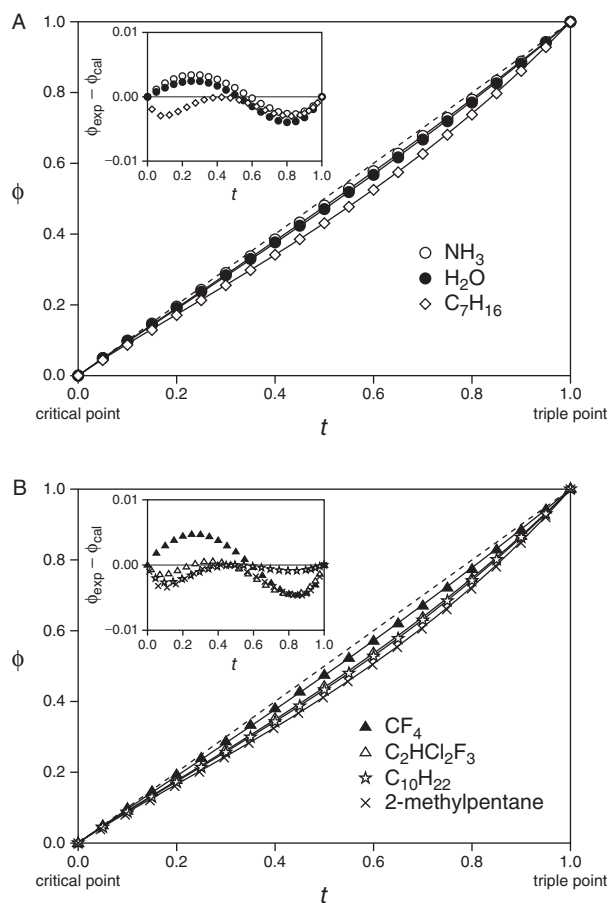 A
1.0
0.8
0.6
0.4
0.2
0.0
ϕ
0.01
0.00
−0.01
ϕexp − ϕcal
0.0 0.2 0.4 0.6 0.8 1.0
t
NH3
H2O
C7H16
0.0 0.2 0.4 0.6 0.8 1.0
critical point triple point
t
B
1.0
0.8
0.6
0.4
0.2
0.0
ϕ
0.01
0.00
−0.01
ϕexp − ϕcal
0.0 0.2 0.4 0.6 0.8 1.0
t
CF4
C2HCl2F3
C10H22
2-methylpentane
0.0 0.2 0.4 0.6 0.8 1.0
critical point triple point
t